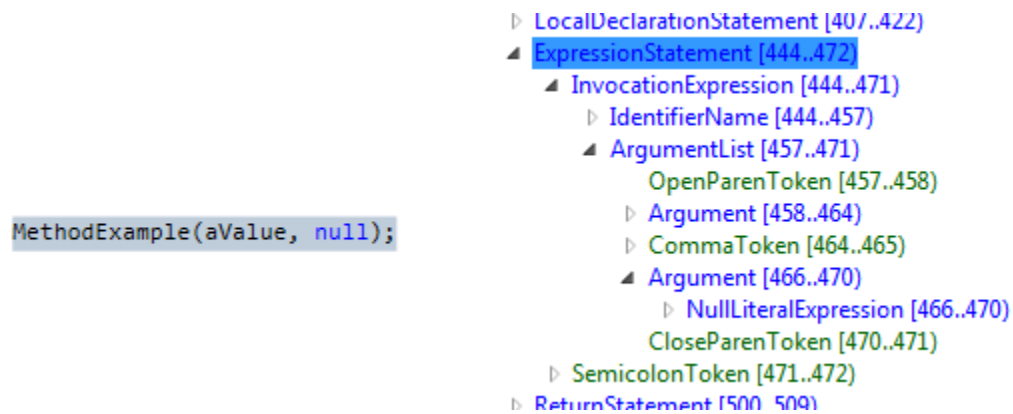 LocalDeclarationStatement [407..422)
ExpressionStatement [444..472)
InvocationExpression [444..471)
IdentifierName [444..457)
ArgumentList [457..471)
OpenParenToken [457..458)
Argument [458..464)
MethodExample(aValue, null);
CommaToken [464..465)
Argument [466..470)
NullLiteralExpression [466..470)
CloseParenToken [470..471)
SemicolonToken [471..472)
ReturnStatement [500..509)